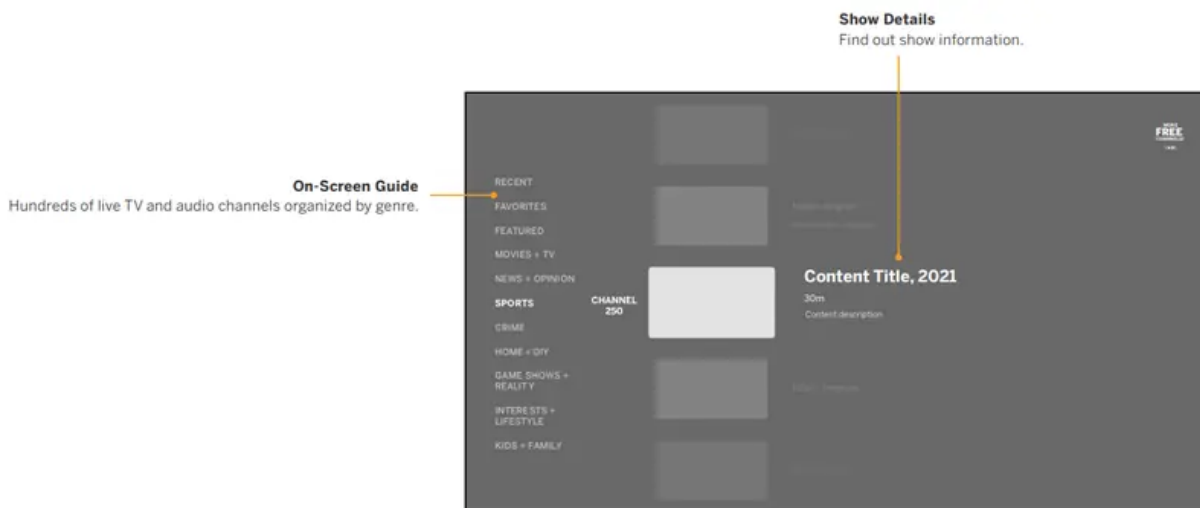 Show Details
Find out show information.
FREE
On-Screen Guide
Hundreds of live TV and audio channels organized by genre.
RECENT
FAVORITES
FEATURED
MOVIES + TV
NEWS + OPINION
SPORTS
CRIME
HOME + DIY
GAME SHOWS +
REALITY
INTERESTS +
LIFESTYLE
KIDS + FAMILY
CHANNEL
250
Content Title, 2021
30m
Content description